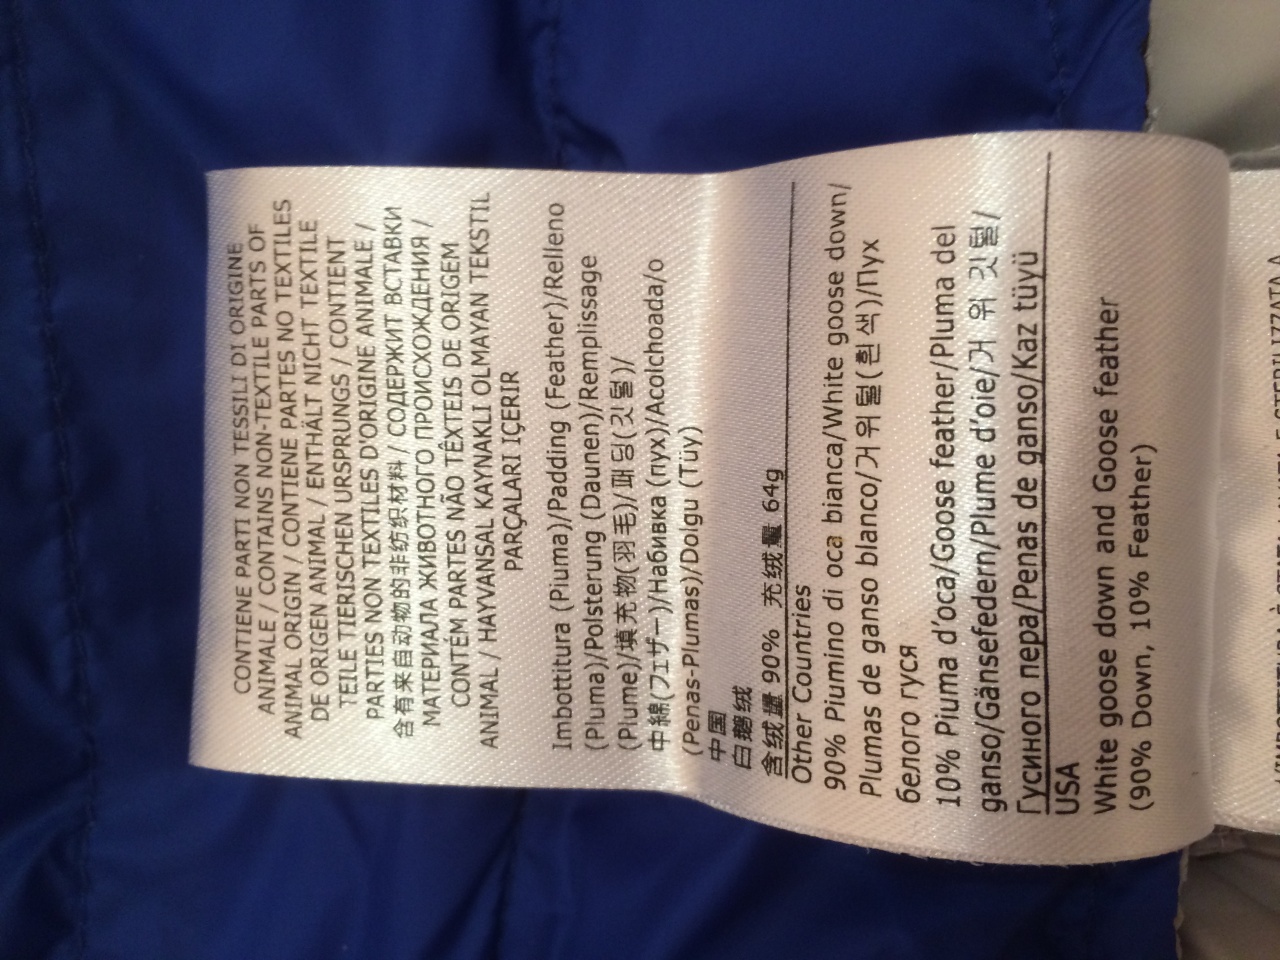 CONTIENE PARTI NON TESSILI DI ORIGINE
ANIMALE / CONTAINS NON-TEXTILE PARTS OF
ANIMAL ORIGIN / CONTIENE PARTES NO TEXTILES
DE ORIGEN ANIMAL / ENTHÄLT NICHT TEXTILE
TEILE TIERISCHEN URSPRUNGS / CONTIENT
PARTIES NON TEXTILES D'ORIGINE ANIMALE /
含有来自动物的非纺织材料 / СОДЕРЖИТ ВСТАВКИ
МАТЕРИАЛА ЖИВОТНОГО ПРОИСХОЖДЕНИЯ /
CONTÉM PARTES NÃO TÊXTEIS DE ORIGEM
ANIMAL / HAYVANSAL KAYNAKLI OLMAYAN TEKSTIL
PARÇALARI IÇERIR
Imbottitura (Piuma)/Padding (Feather)/Relleno
(Pluma)/Polsterung (Daunen)/Remplissage
(Plume)/填充物(羽毛)/패딩(깃털)/
中綿(フェザー)/Набивка (пух)/Acolchoada/o
(Penas-Plumas)/Dolgu (Tüy)
中国
白鹅绒
含绒量 90% 充绒量 64g
Other Countries
90% Piumino di oca bianca/White goose down/
Plumas de ganso blanco/거위털(흰색)/Пух
белого гуся
10% Piuma d'oca/Goose feather/Pluma del
ganso/Gänsefedern/Plume d'oie/거위 깃털/
Гусиного пера/Penas de ganso/Kaz tüyü
USA
White goose down and Goose feather
(90% Down, 10% Feather)